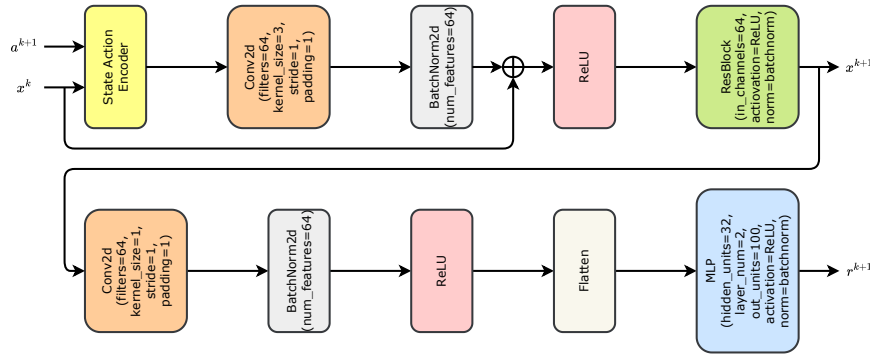 a^{k+1}
x^k
State Action
Encoder
Conv2d
(filters=64,
kernel_size=3,
stride=1,
padding=1)
BatchNorm2d
(num_features=64)
ReLU
ResBlock
(in_channels=64,
actiovation=ReLU,
norm=batchnorm)
x^{k+1}
Conv2d
(filters=64,
kernel_size=1,
stride=1,
padding=1)
BatchNorm2d
(num_features=64)
ReLU
Flatten
MLP
(hidden_units=32,
layer_num=2,
out_units=100,
activation=ReLU,
norm=batchnorm)
r^{k+1}